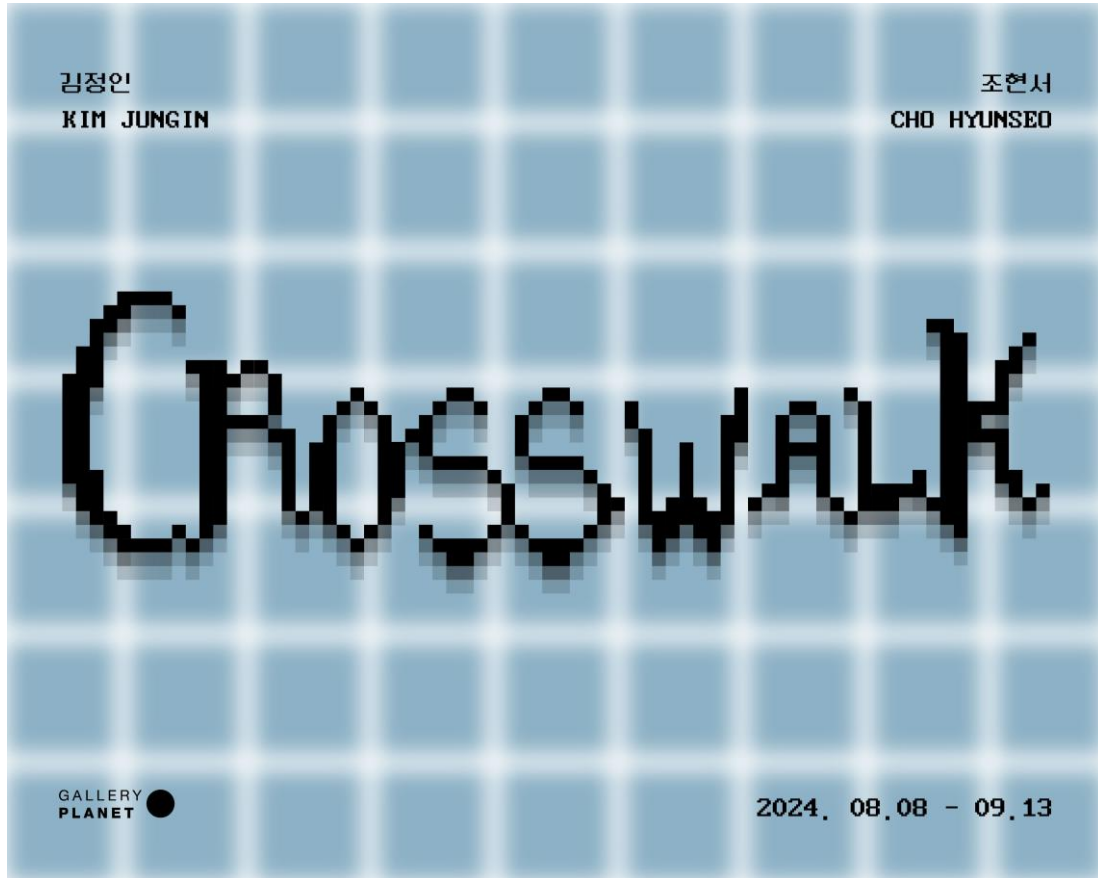 김정인
KIM JUNGIN
조현서
CHO HYUNSEO
CROSSWALK
GALLERY
PLANET
2024. 08.08 - 09.13